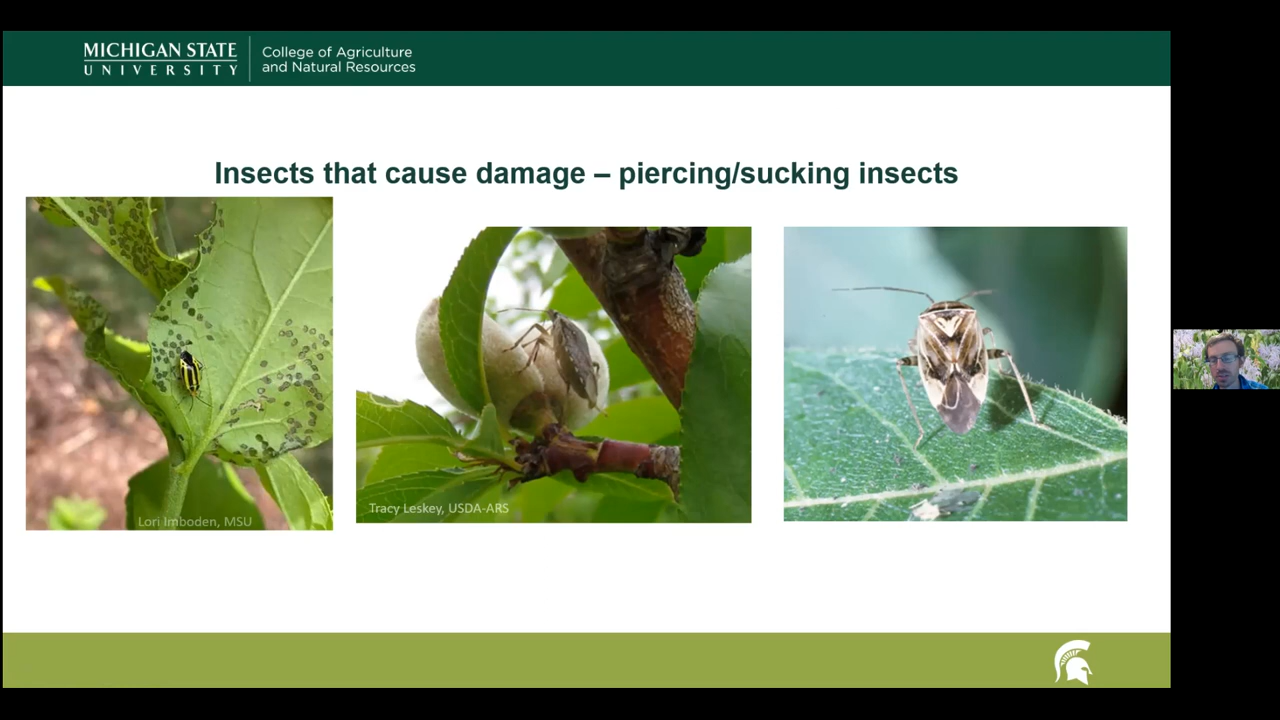 MICHIGAN STATE
UNIVERSITY
College of Agriculture
and Natural Resources
Insects that cause damage – piercing/sucking insects
Lori Imboden, MSU
Tracy Leskey, USDA-ARS